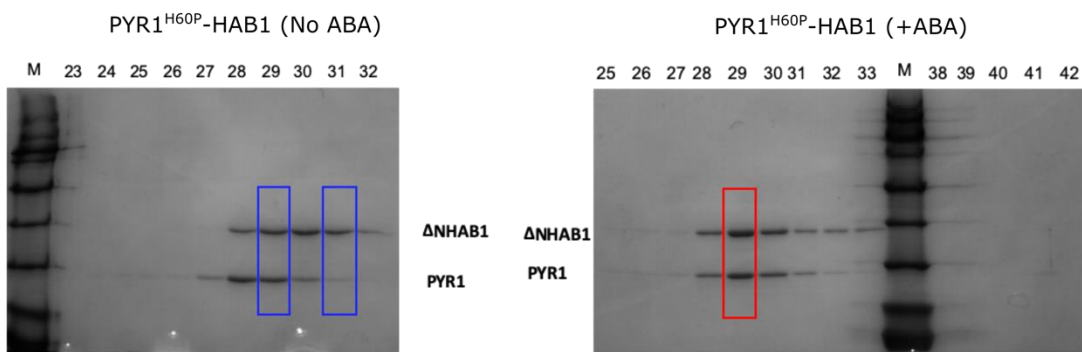 PYR1H60P-HAB1 (No ABA)
M 23 24 25 26 27 28 29 30 31 32
ΔNHAB1
PYR1
PYR1H60P-HAB1 (+ABA)
25 26 27 28 29 30 31 32 33 M 38 39 40 41 42
ΔNHAB1
PYR1